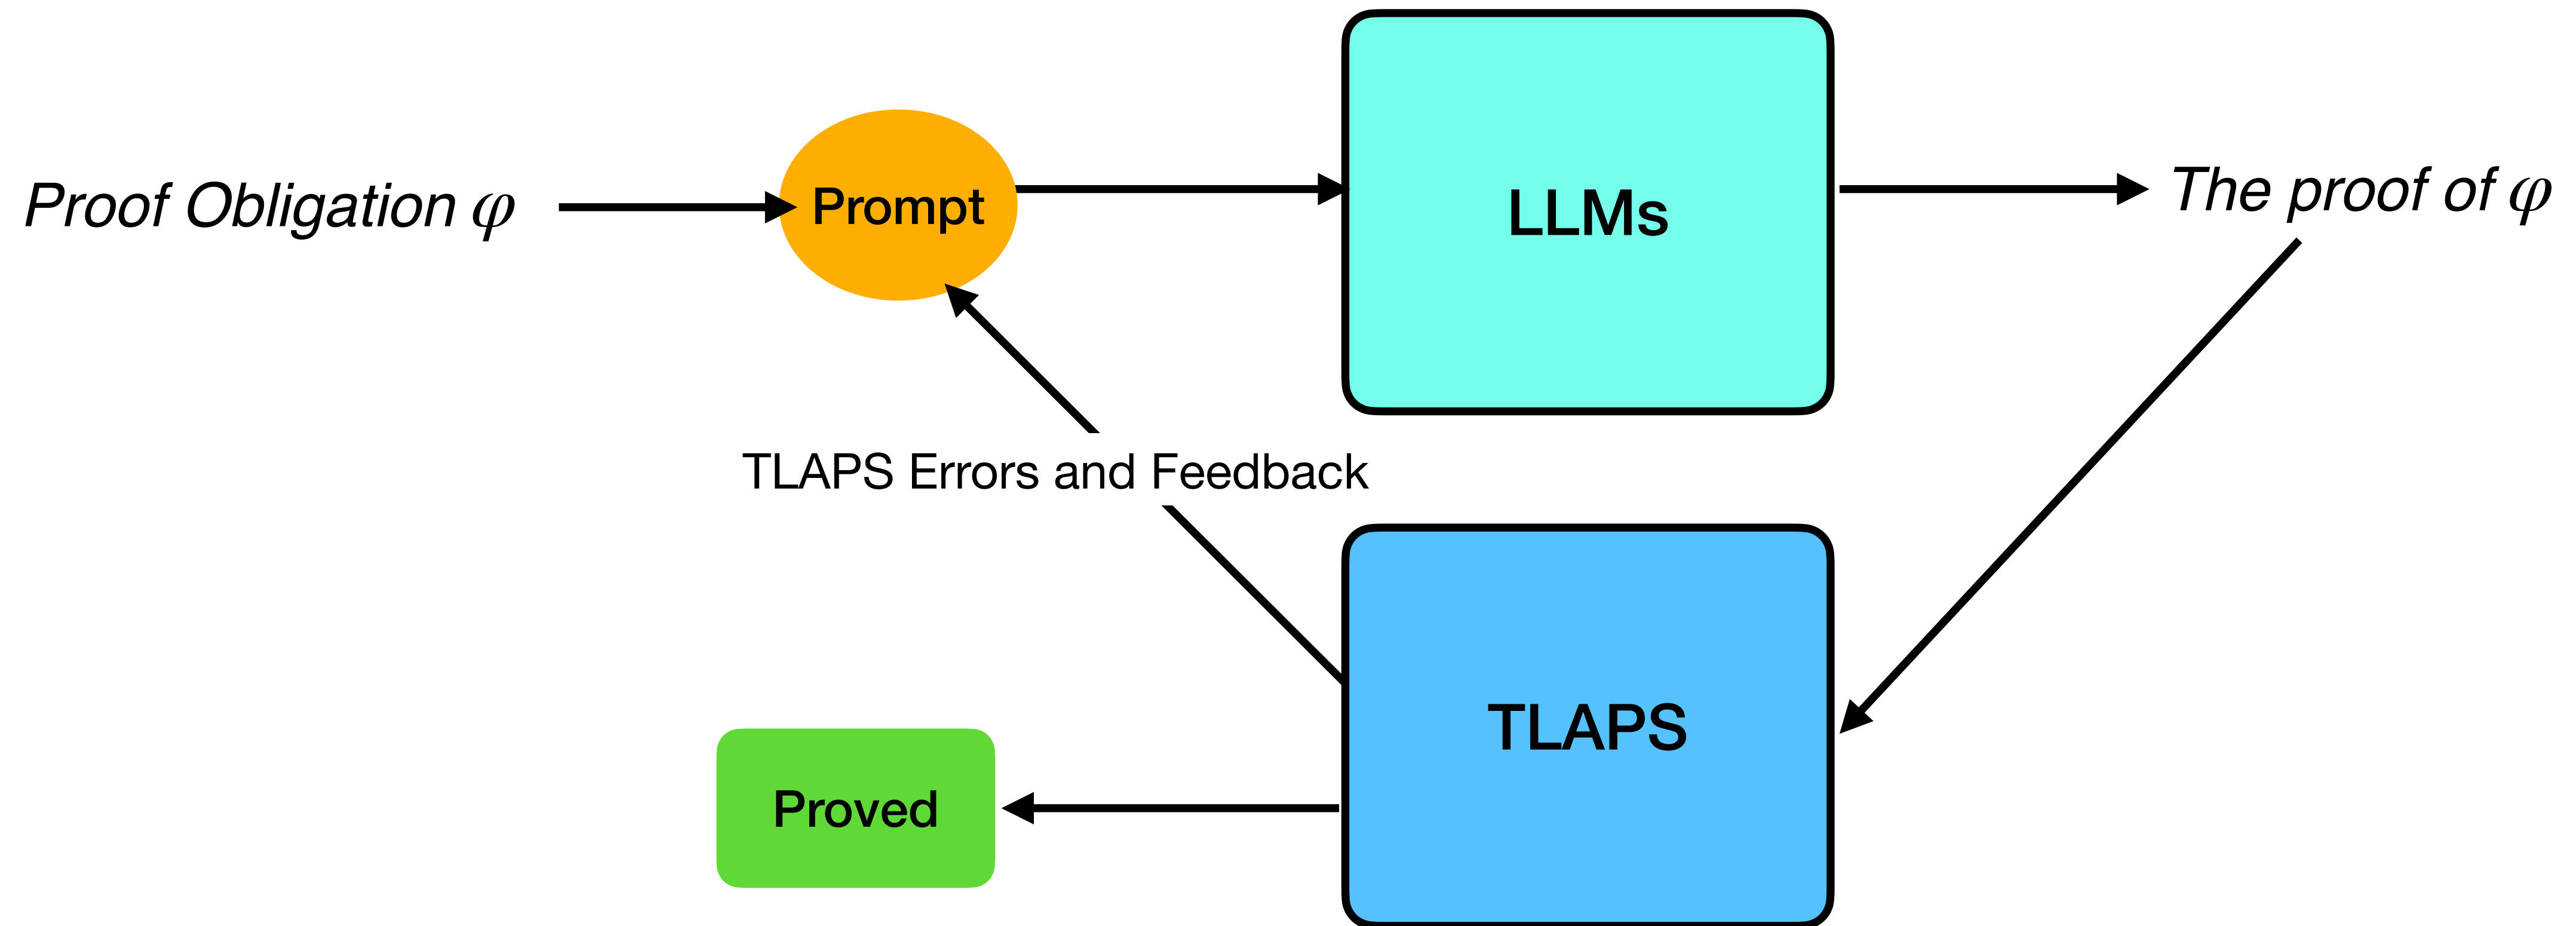 Proof Obligation φ
Prompt
LLMs
The proof of φ
TLAPS Errors and Feedback
TLAPS
Proved